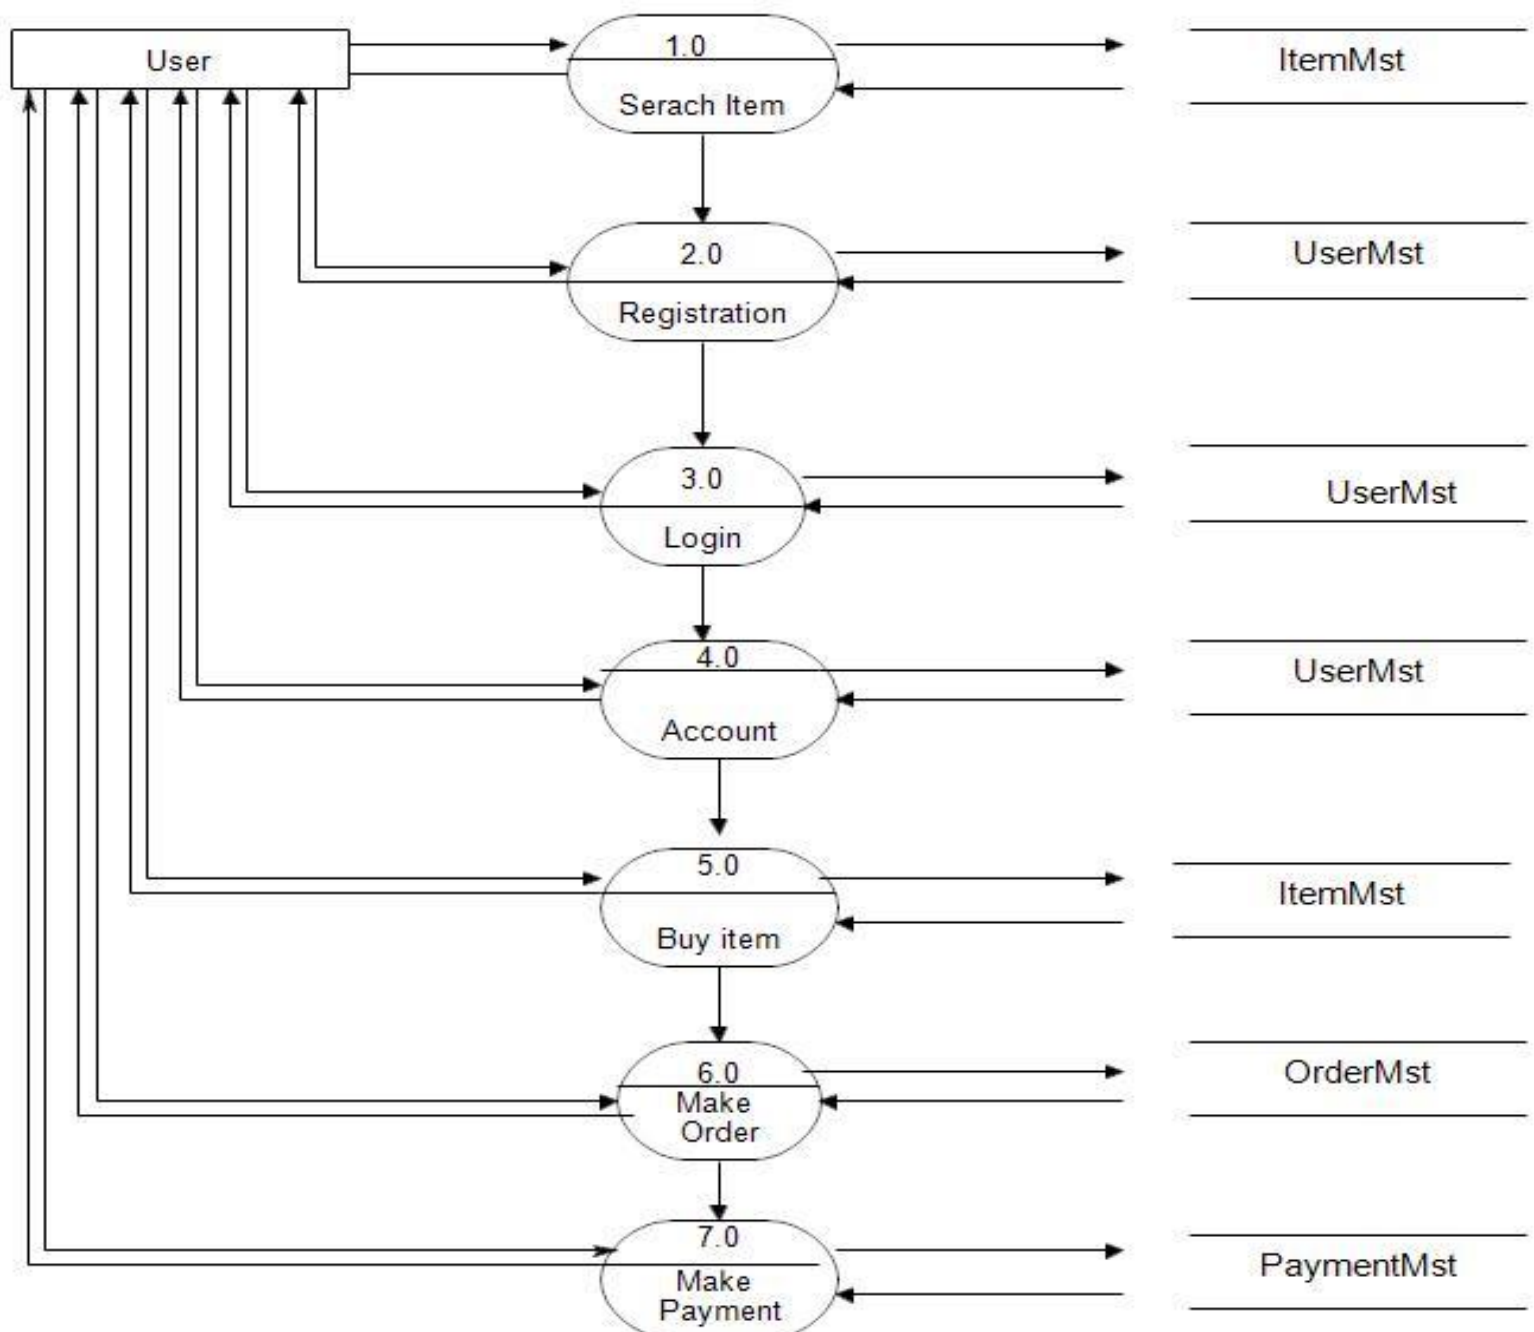 User
1.0
Serach Item
ItemMst
2.0
Registration
UserMst
3.0
Login
UserMst
4.0
Account
UserMst
5.0
Buy item
ItemMst
6.0
Make
Order
OrderMst
7.0
Make
Payment
PaymentMst